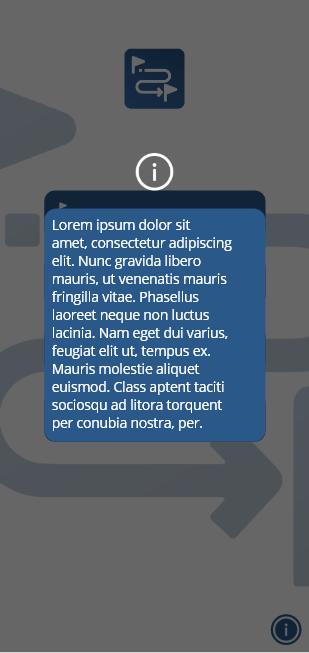 Lorem ipsum dolor sit
amet, consectetur adipiscing
elit. Nunc gravida libero
mauris, ut venenatis mauris
fringilla vitae. Phasellus
laoreet neque non luctus
lacinia. Nam eget dui varius,
feugiat elit ut, tempus ex.
Mauris molestie aliquet
euismod. Class aptent taciti
sociosqu ad litora torquent
per conubia nostra, per.